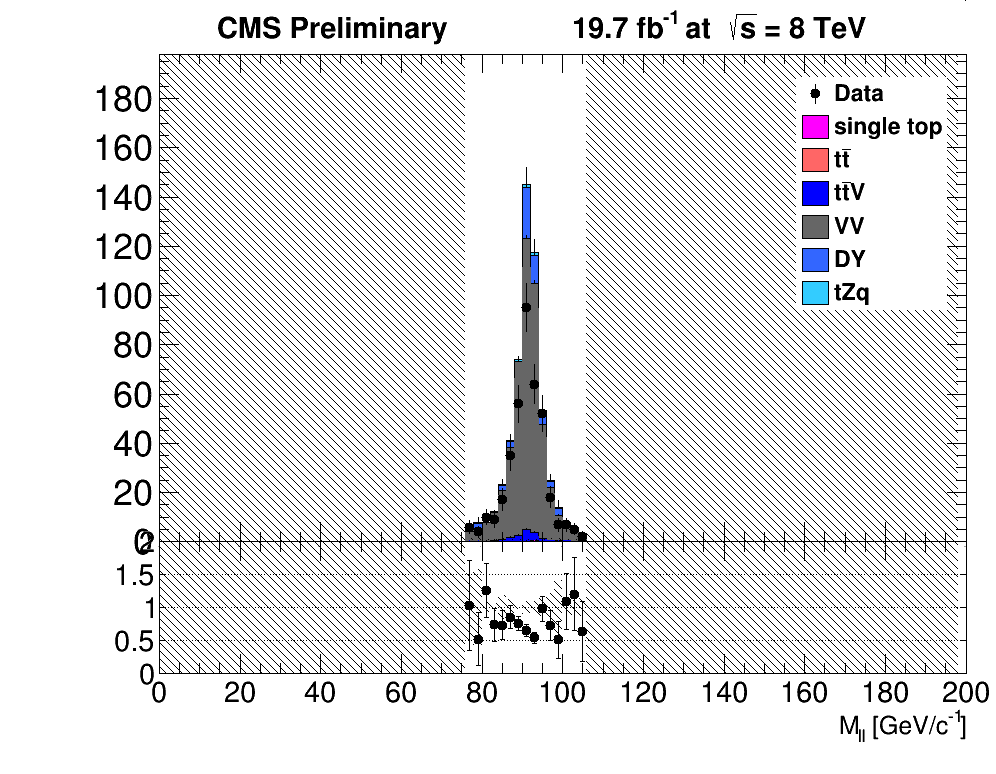 CMS Preliminary 19.7 fb⁻¹ at √s = 8 TeV
180
160
140
120
100
80
60
40
20
0
Data
single top
tt̄
tt̄V
VV
DY
tZq
2
1.5
1
0.5
0
0 20 40 60 80 100 120 140 160 180 200
M_ll [GeV/c⁻¹]